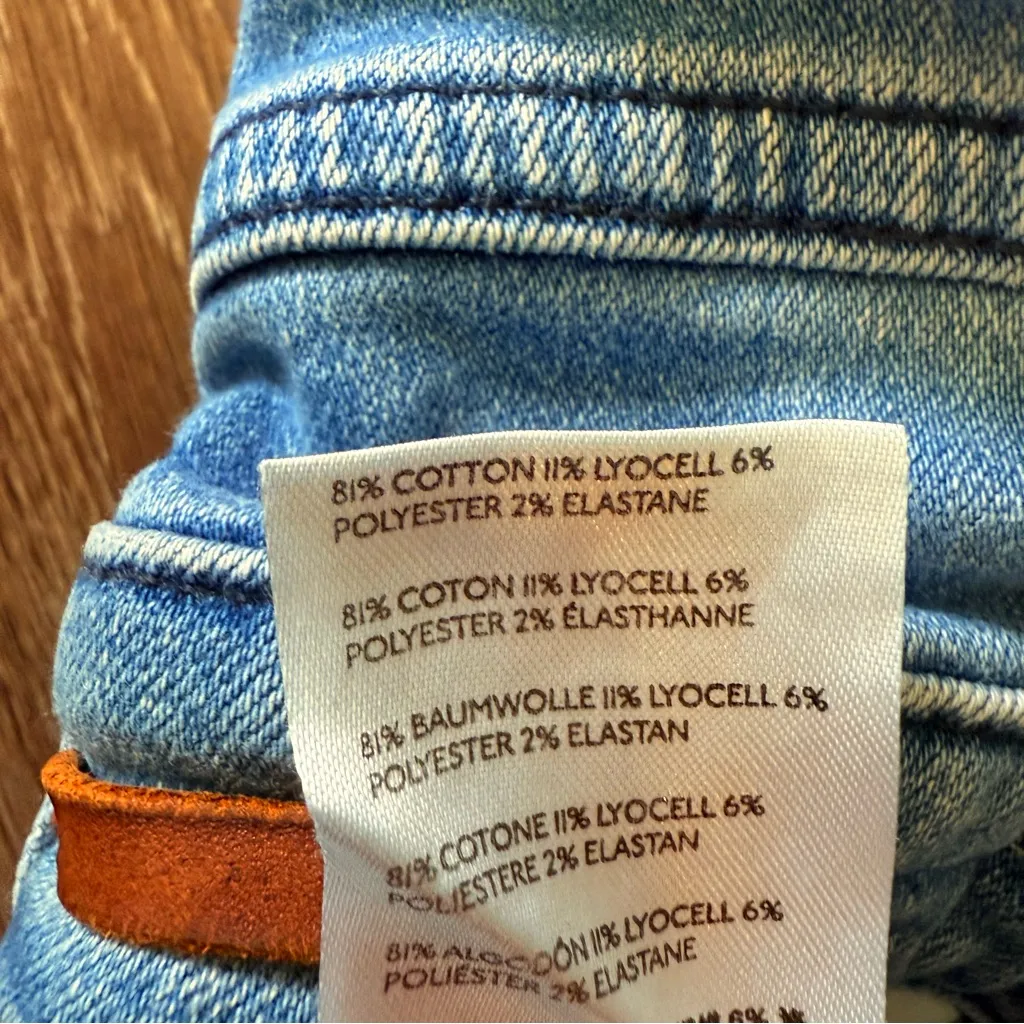 81% COTTON 11% LYOCELL 6%
POLYESTER 2% ELASTANE
81% COTON 11% LYOCELL 6%
POLYESTER 2% ÉLASTHANNE
81% BAUMWOLLE 11% LYOCELL 6%
POLYESTER 2% ELASTAN
81% COTONE 11% LYOCELL 6%
POLIESTERE 2% ELASTAN
81% ALGODÓN 11% LYOCELL 6%
POLIÉSTER 2% ELASTANE
6%